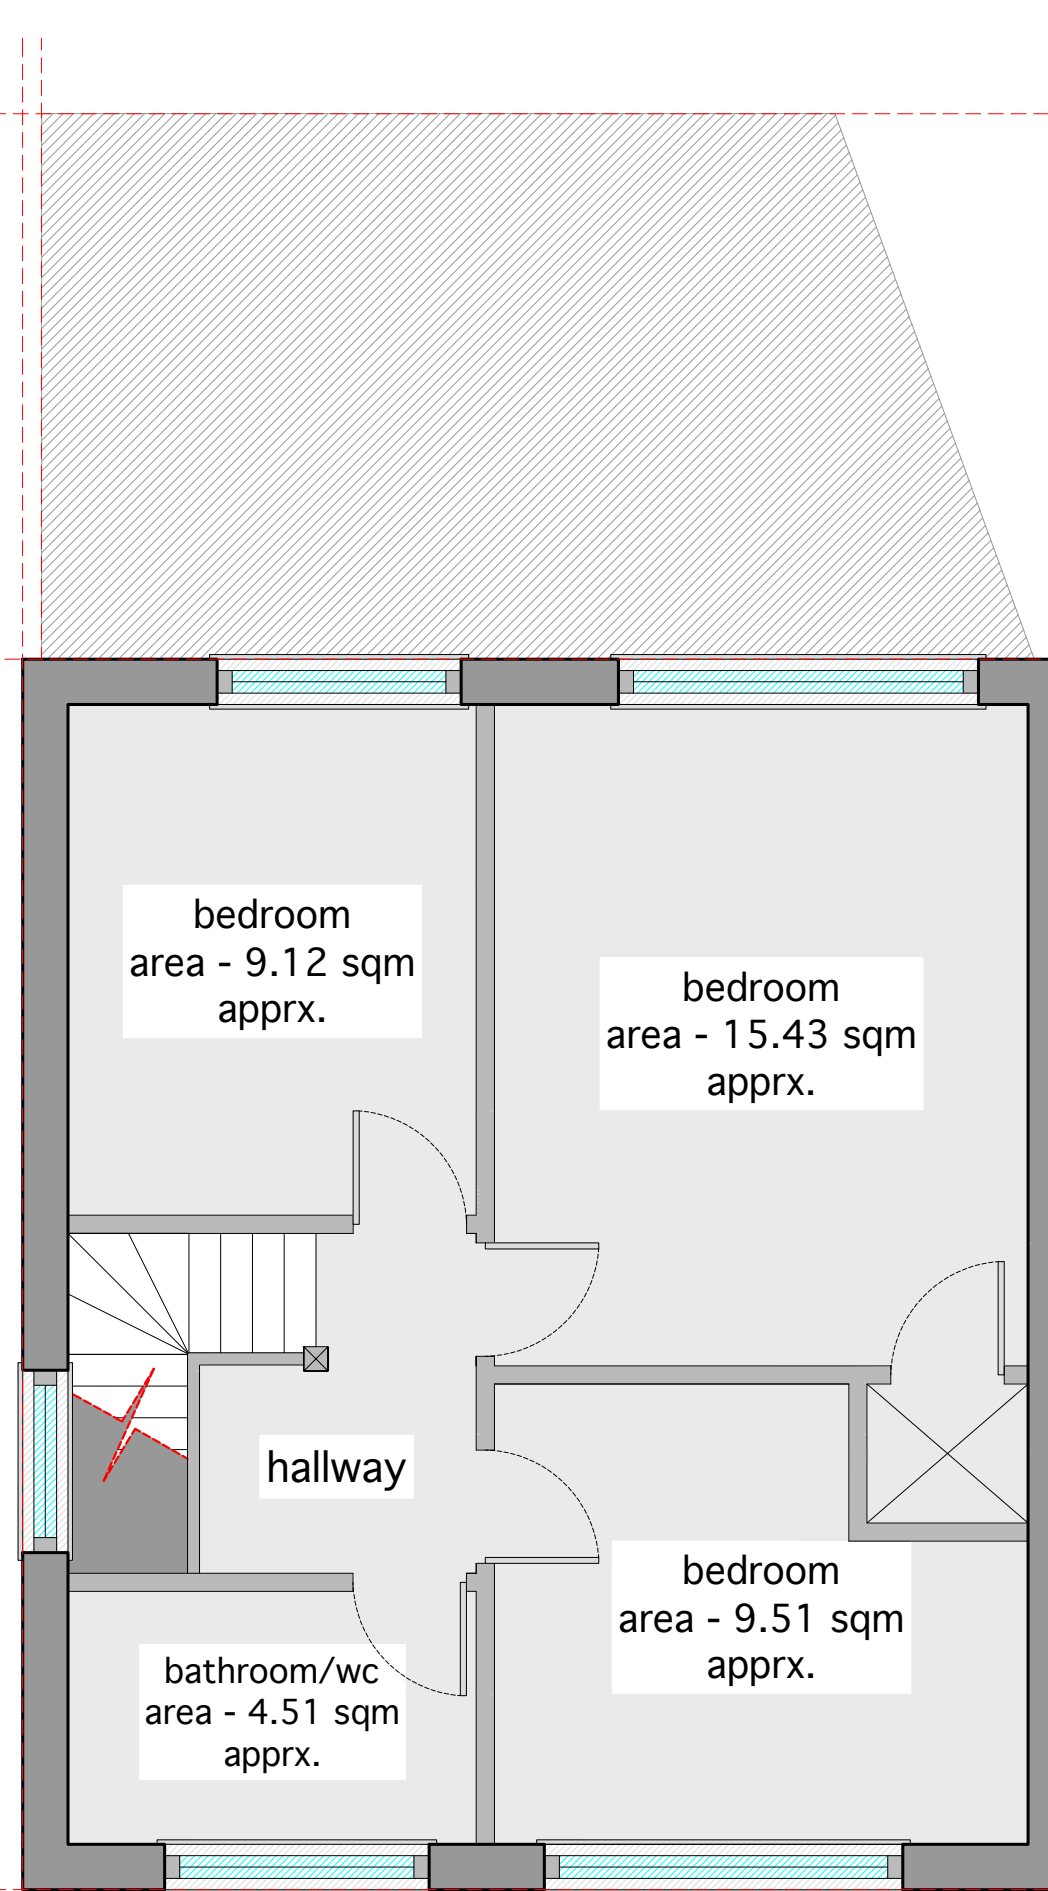 bedroom
area - 9.12 sqm
apprx.
bedroom
area - 15.43 sqm
apprx.
hallway
bedroom
area - 9.51 sqm
apprx.
bathroom/wc
area - 4.51 sqm
apprx.